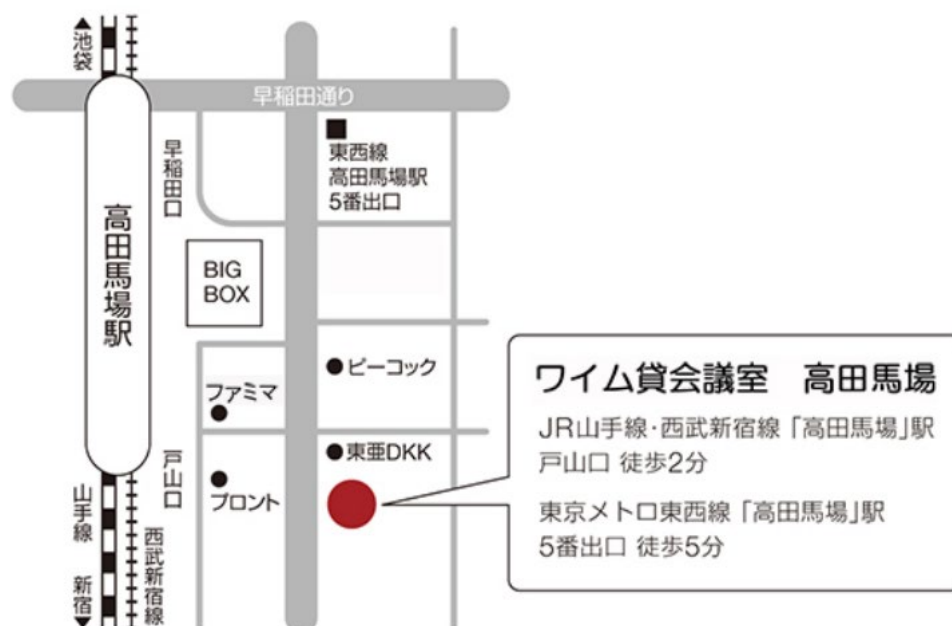 ▲池袋
早稲田通り
早稲田口
東西線
高田馬場駅
5番出口
高田馬場駅
BIG
BOX
ピーコック
ファミマ
東亜DKK
戸山口
プロント
山手線
新宿▼
西武新宿線
ワイム貸会議室 高田馬場
JR山手線・西武新宿線「高田馬場」駅
戸山口 徒歩2分
東京メトロ東西線「高田馬場」駅
5番出口 徒歩5分